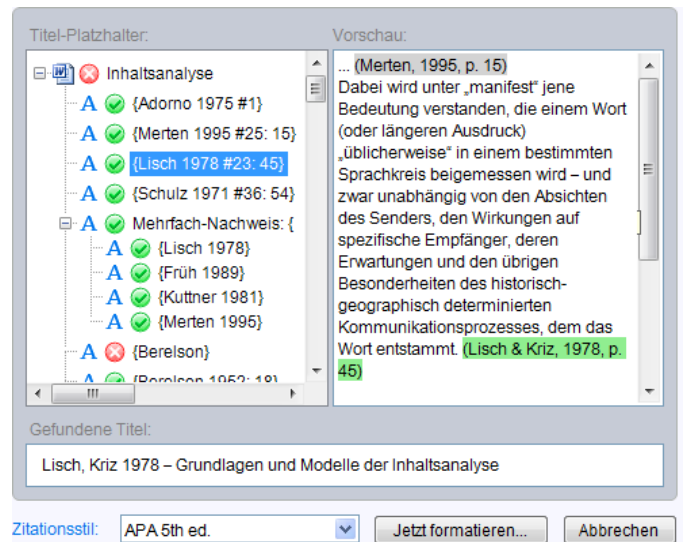 Titel-Platzhalter:
Inhaltsanalyse
A {Adorno 1975 #1}
A {Merten 1995 #25: 15}
A {Lisch 1978 #23: 45}
A {Schulz 1971 #36: 54}
A Mehrfach-Nachweis: {
A {Lisch 1978}
A {Früh 1989}
A {Kuttner 1981}
A {Merten 1995}
A {Berelson}
A {Berelson 1952: 18}
Vorschau:
... (Merten, 1995, p. 15)
Dabei wird unter „manifest“ jene
Bedeutung verstanden, die einem Wort
(oder längeren Ausdruck)
„üblicherweise“ in einem bestimmten
Sprachkreis beigemessen wird – und
zwar unabhängig von den Absichten
des Senders, den Wirkungen auf
spezifische Empfänger, deren
Erwartungen und den übrigen
Besonderheiten des historisch-
geographisch determinierten
Kommunikationsprozesses, dem das
Wort entstammt. (Lisch & Kriz, 1978, p.
45)
Gefundene Titel:
Lisch, Kriz 1978 – Grundlagen und Modelle der Inhaltsanalyse
Zitationsstil: APA 5th ed. Jetzt formatieren... Abbrechen